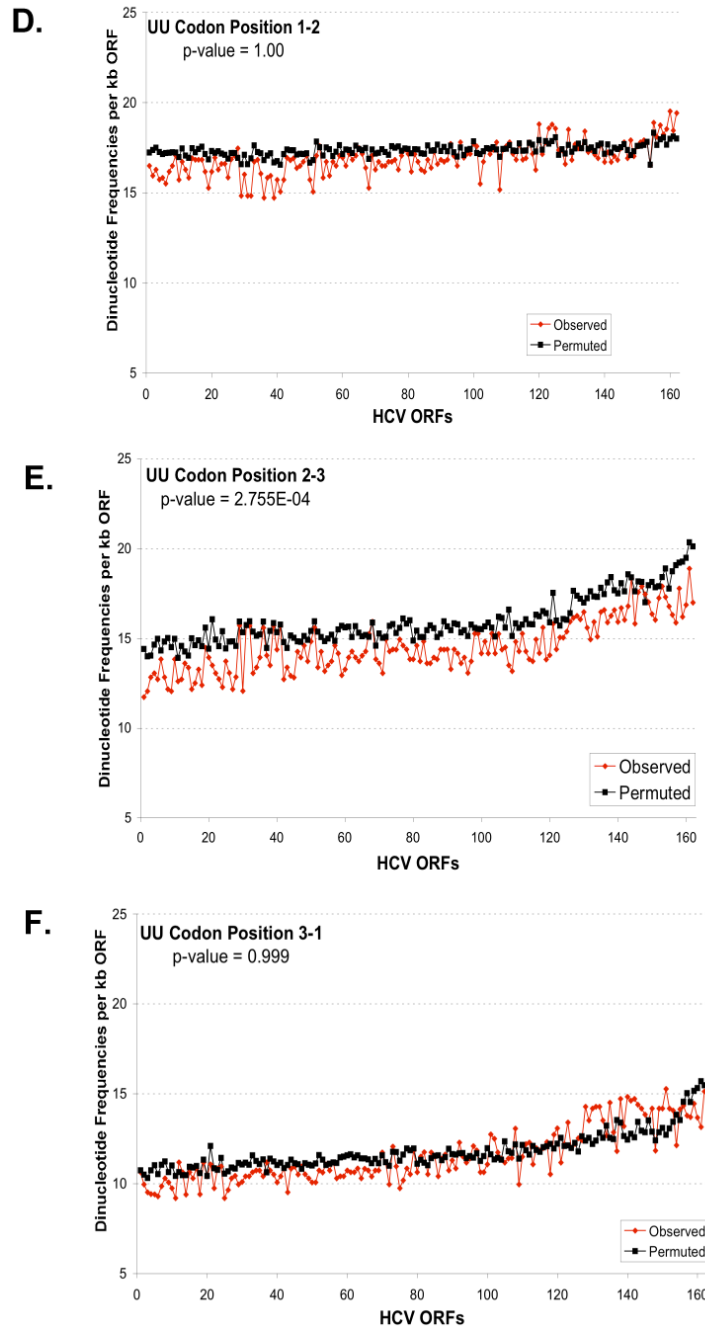 D.
UU Codon Position 1-2
p-value = 1.00
Dinucleotide Frequencies per kb ORF
25
20
15
10
5
0 20 40 60 80 100 120 140 160
HCV ORFs
Observed
Permuted
E.
UU Codon Position 2-3
p-value = 2.755E-04
Dinucleotide Frequencies per kb ORF
25
20
15
10
5
0 20 40 60 80 100 120 140 160
HCV ORFs
Observed
Permuted
F.
UU Codon Position 3-1
p-value = 0.999
Dinucleotide Frequencies per kb ORF
25
20
15
10
5
0 20 40 60 80 100 120 140 160
HCV ORFs
Observed
Permuted